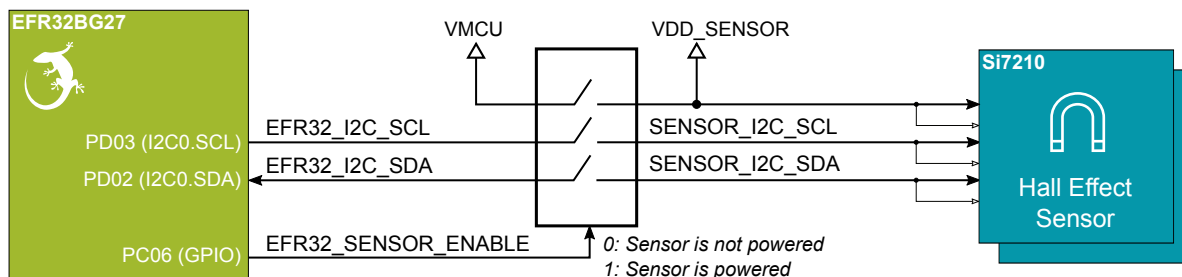 EFR32BG27
VMCU
VDD_SENSOR
Si7210
PD03 (I2C0.SCL)
EFR32_I2C_SCL
SENSOR_I2C_SCL
PD02 (I2C0.SDA)
EFR32_I2C_SDA
SENSOR_I2C_SDA
Hall Effect
Sensor
PC06 (GPIO)
EFR32_SENSOR_ENABLE
0: Sensor is not powered
1: Sensor is powered